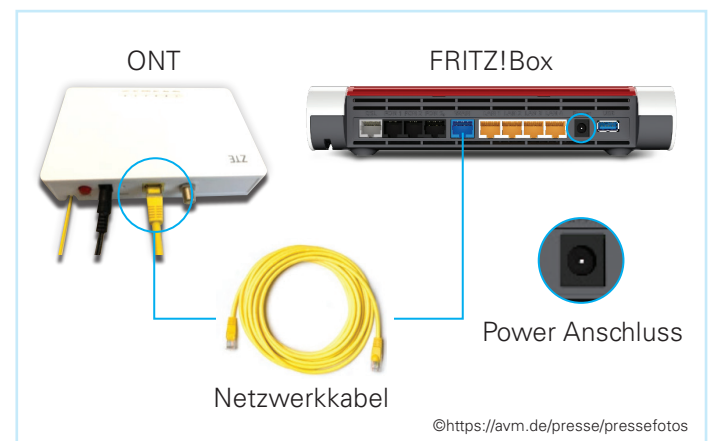 ONT
FRITZ!Box
ZTE
Power Anschluss
Netzwerkkabel
©https://avm.de/presse/pressefotos